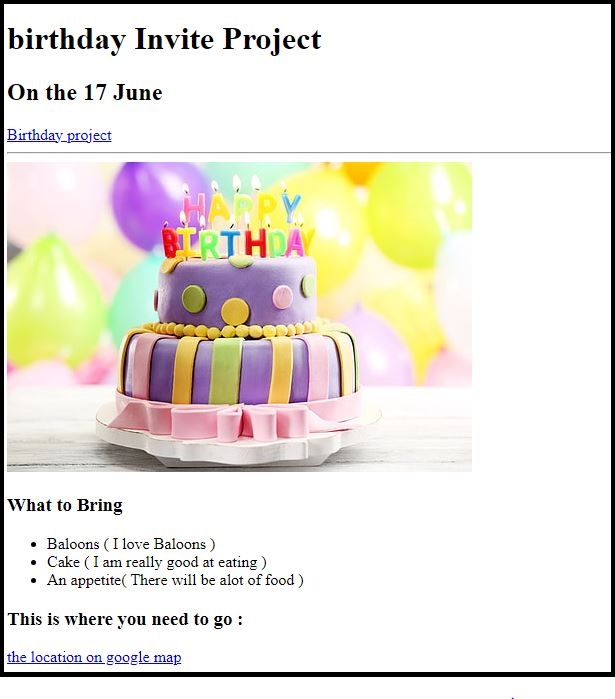 birthday Invite Project
On the 17 June
Birthday project
HAPPY
BIRTHDAY
What to Bring
Baloons ( I love Baloons )
Cake ( I am really good at eating )
An appetite( There will be alot of food )
This is where you need to go :
the location on google map